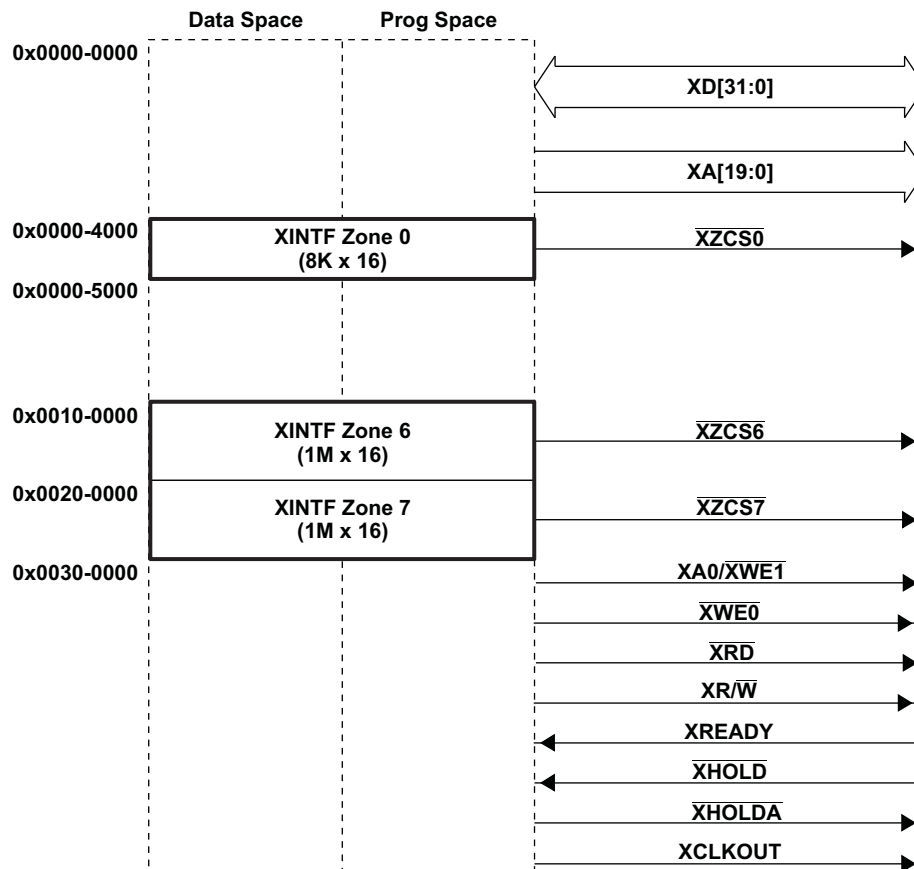 Data Space Prog Space
0x0000-0000
XD[31:0]
XA[19:0]
0x0000-4000
XINTF Zone 0
(8K x 16)
XZCS0
0x0000-5000
0x0010-0000
XINTF Zone 6
(1M x 16)
XZCS6
0x0020-0000
XINTF Zone 7
(1M x 16)
XZCS7
0x0030-0000
XA0/XWE1
XWE0
XRD
XR/W
XREADY
XHOLD
XHOLDA
XCLKOUT